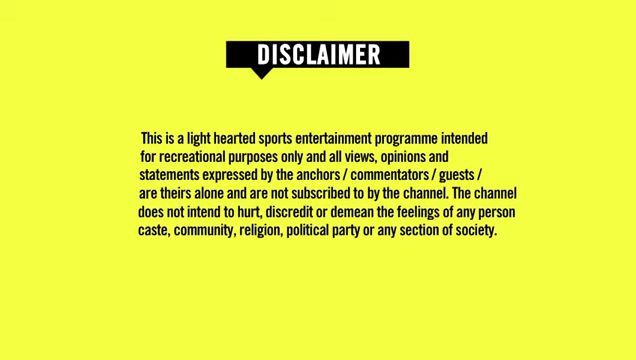 DISCLAIMER
This is a light hearted sports entertainment programme intended
for recreational purposes only and all views, opinions and
statements expressed by the anchors / commentators / guests /
are theirs alone and are not subscribed to by the channel. The channel
does not intend to hurt, discredit or demean the feelings of any person
caste, community, religion, political party or any section of society.